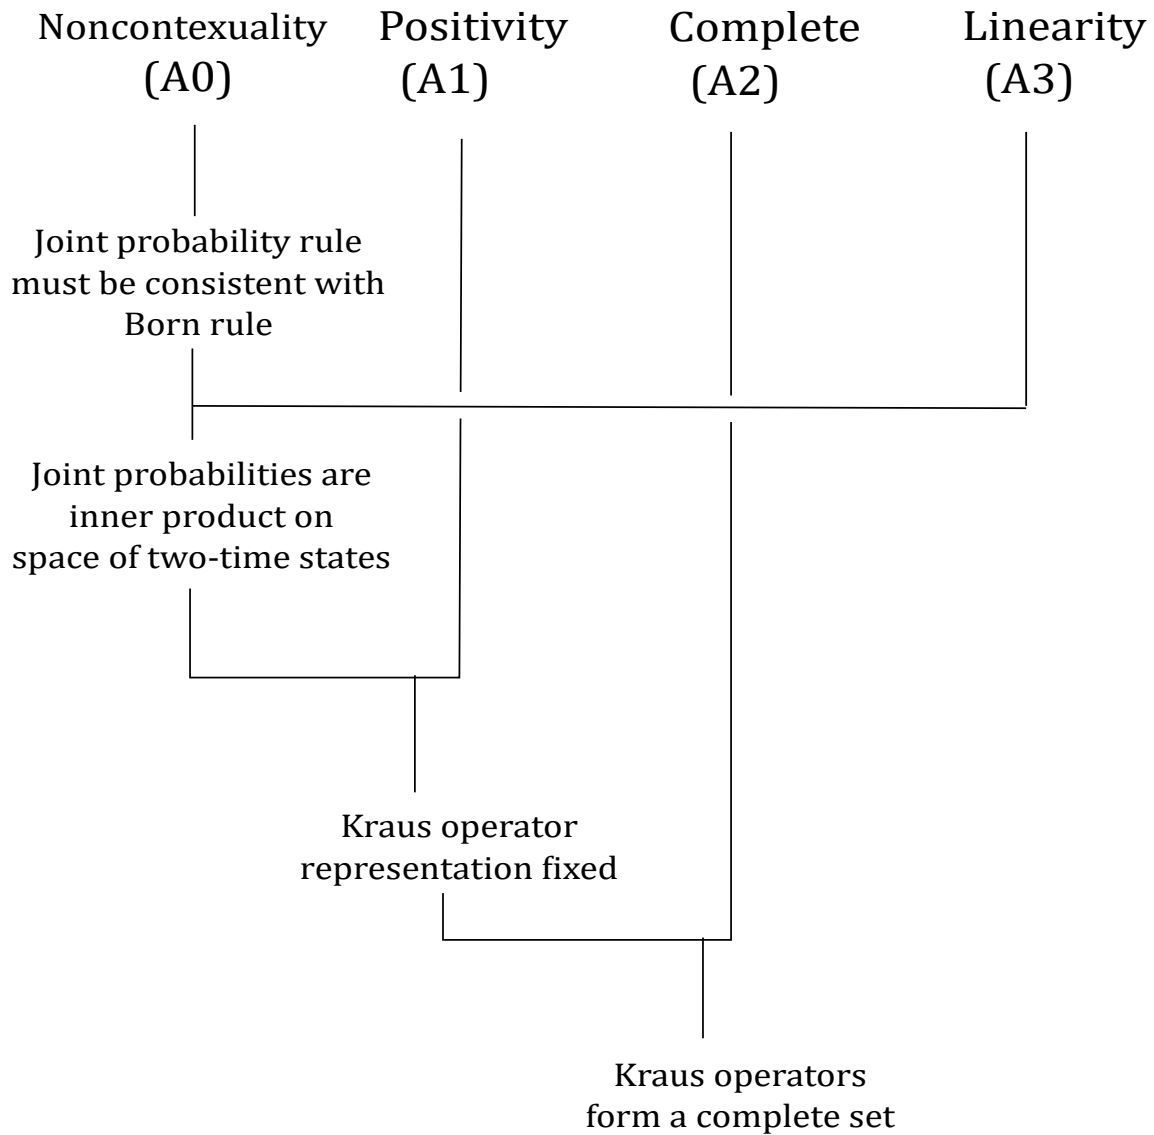 Noncontexuality
(A0)
Positivity
(A1)
Complete
(A2)
Linearity
(A3)
Joint probability rule
must be consistent with
Born rule
Joint probabilities are
inner product on
space of two-time states
Kraus operator
representation fixed
Kraus operators
form a complete set